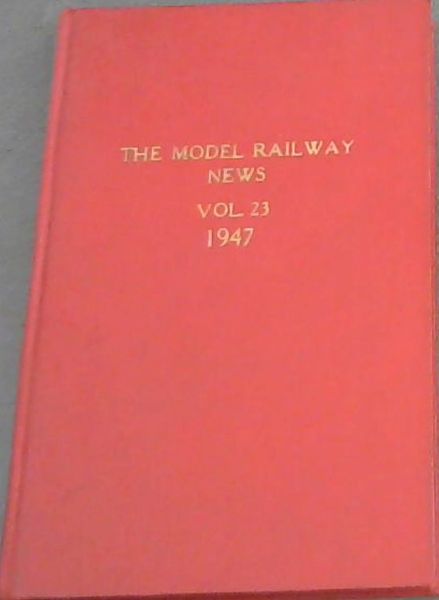 THE MODEL RAILWAY
NEWS
VOL. 23
1947